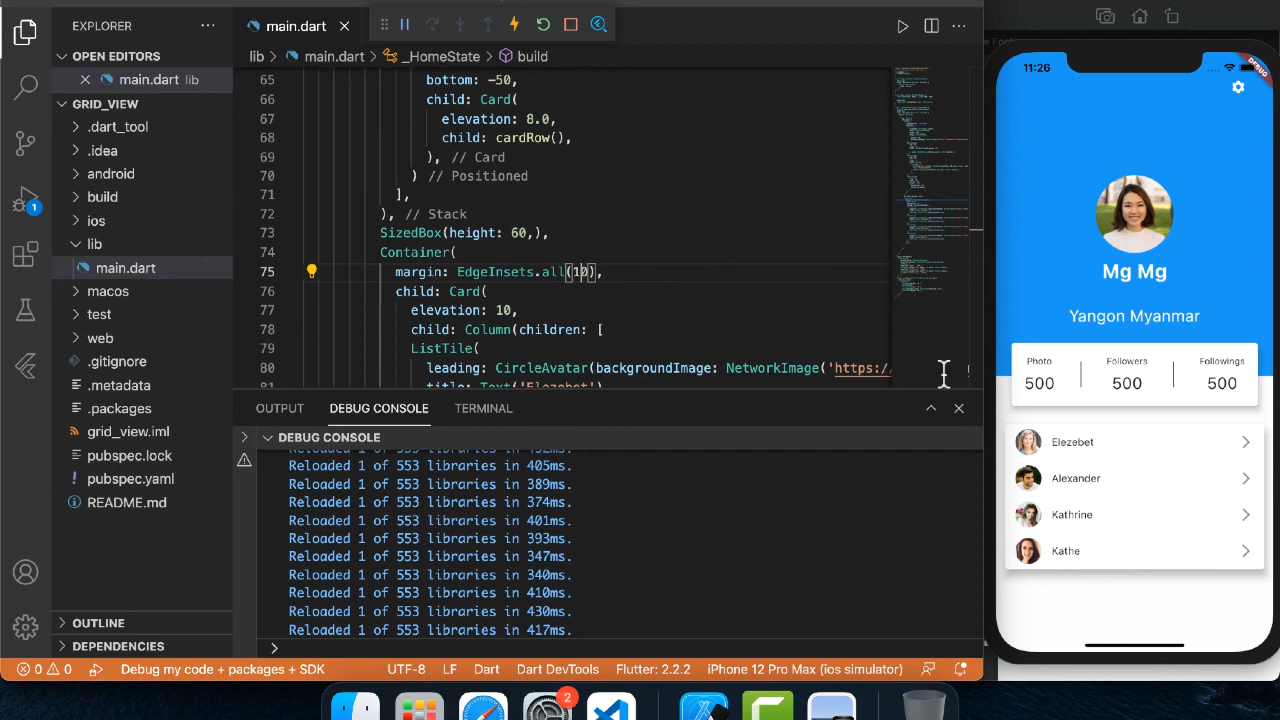 EXPLORER
OPEN EDITORS
main.dart lib
GRID_VIEW
.dart_tool
.idea
android
build
ios
lib
main.dart
macos
test
web
.gitignore
.metadata
.packages
grid_view.iml
pubspec.lock
pubspec.yaml
README.md
OUTLINE
DEPENDENCIES
1
main.dart
lib › main.dart › _HomeState › build
65 bottom: -50,
66 child: Card(
67 elevation: 8.0,
68 child: cardRow(),
69 ), // Card
70 ) // Positioned
71 ],
72 ), // Stack
73 SizedBox(height: 60,),
74 Container(
75 margin: EdgeInsets.all(10),
76 child: Card(
77 elevation: 10,
78 child: Column(children: [
79 ListTile(
80 leading: CircleAvatar(backgroundImage: NetworkImage('https:/
81 title: Text('Elezebet')
OUTPUT DEBUG CONSOLE TERMINAL
DEBUG CONSOLE
Reloaded 1 of 553 libraries in 405ms.
Reloaded 1 of 553 libraries in 389ms.
Reloaded 1 of 553 libraries in 374ms.
Reloaded 1 of 553 libraries in 401ms.
Reloaded 1 of 553 libraries in 393ms.
Reloaded 1 of 553 libraries in 347ms.
Reloaded 1 of 553 libraries in 340ms.
Reloaded 1 of 553 libraries in 410ms.
Reloaded 1 of 553 libraries in 430ms.
Reloaded 1 of 553 libraries in 417ms.
0 0 Debug my code + packages + SDK UTF-8 LF Dart Dart DevTools Flutter: 2.2.2 iPhone 12 Pro Max (ios simulator)
2
11:26
DEBUG
Mg Mg
Yangon Myanmar
Photo Followers Followings
500 500 500
Elezebet
Alexander
Kathrine
Kathe